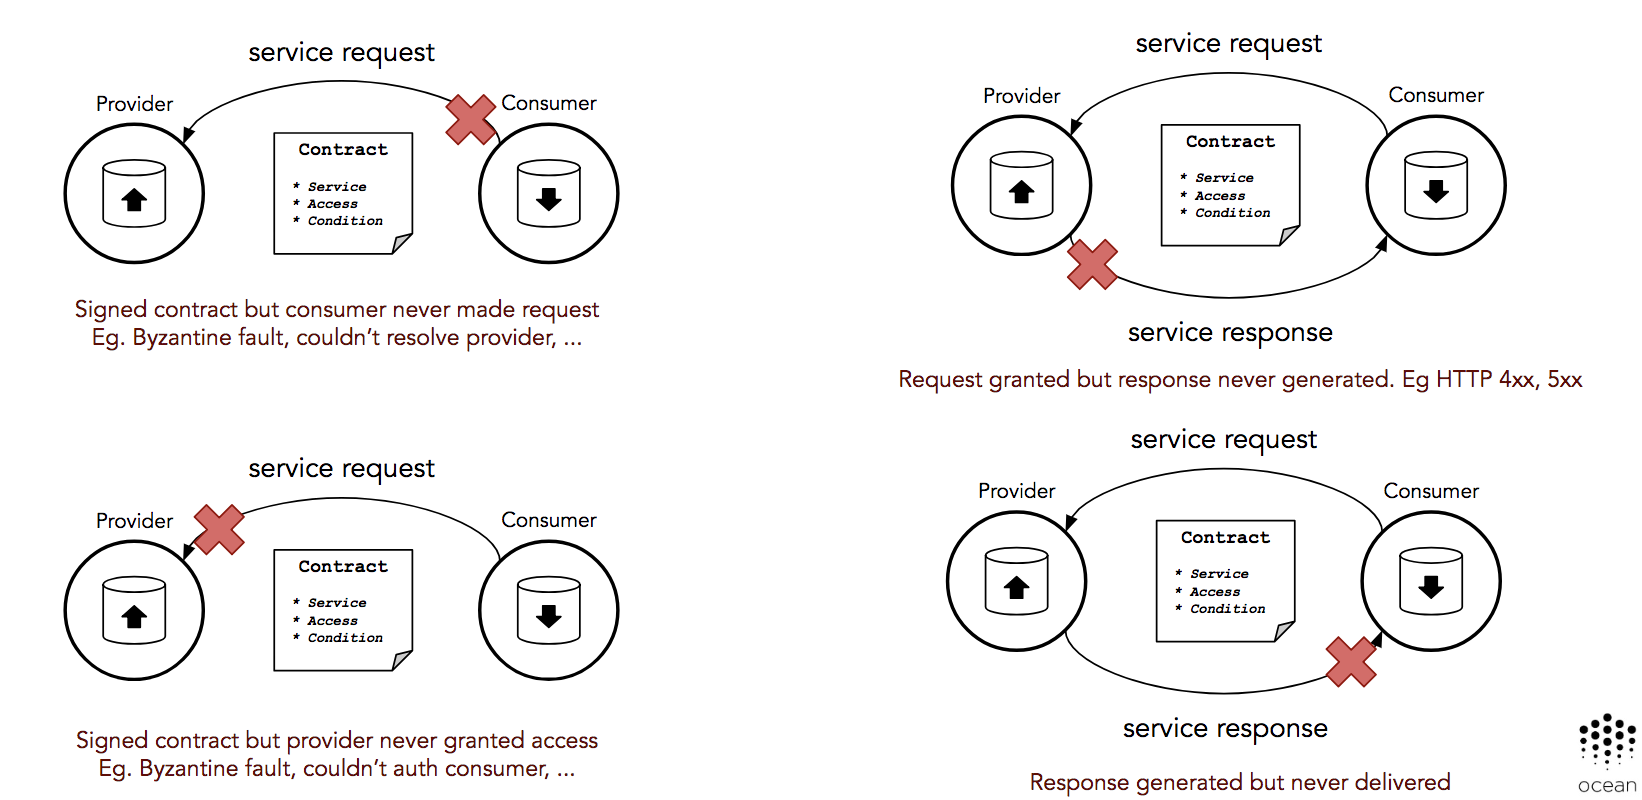 service request
Provider
Consumer
Contract
* Service
* Access
* Condition
Signed contract but consumer never made request
Eg. Byzantine fault, couldn’t resolve provider, ...
service request
Provider
Consumer
Contract
* Service
* Access
* Condition
service response
Request granted but response never generated. Eg HTTP 4xx, 5xx
service request
Provider
Consumer
Contract
* Service
* Access
* Condition
Signed contract but provider never granted access
Eg. Byzantine fault, couldn’t auth consumer, ...
service request
Provider
Consumer
Contract
* Service
* Access
* Condition
service response
Response generated but never delivered
ocean